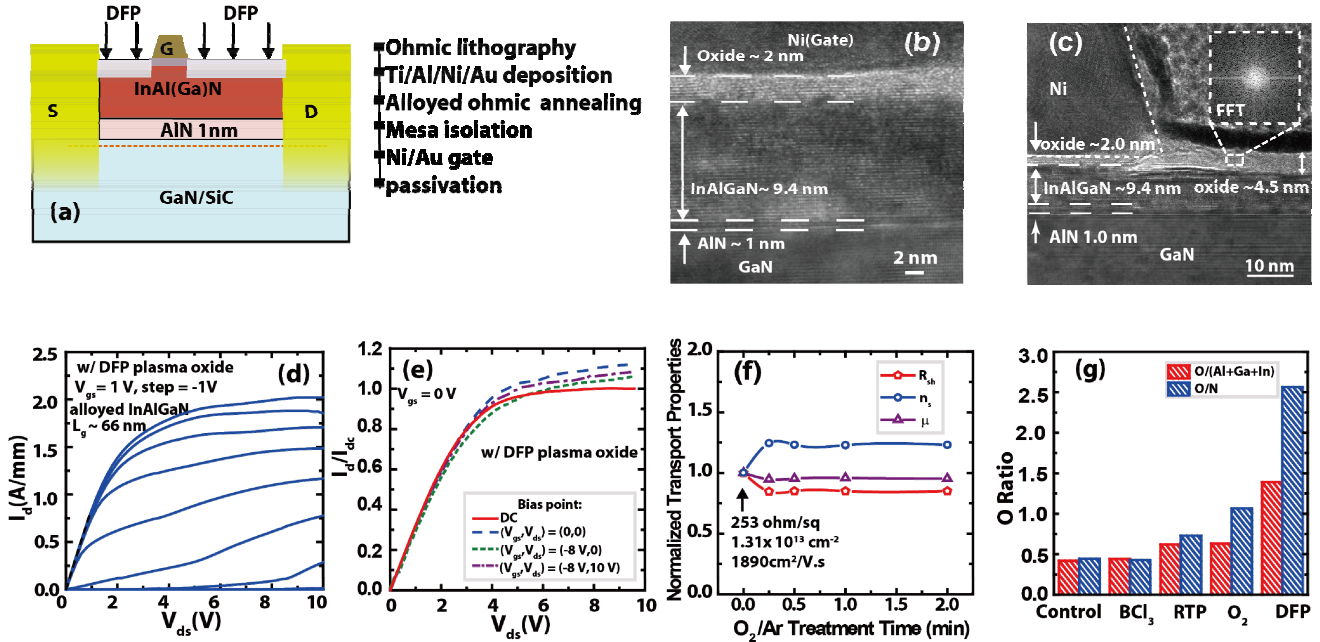 DFP DFP
G
InAl(Ga)N
S
D
AlN 1nm
GaN/SiC
(a)
Ohmic lithography
Ti/Al/Ni/Au deposition
Alloyed ohmic annealing
Mesa isolation
Ni/Au gate
passivation
Ni(Gate)
(b)
Oxide ~ 2 nm
InAlGaN~ 9.4 nm
AlN ~ 1 nm
GaN
2 nm
(c)
Ni
FFT
oxide ~2.0 nm
InAlGaN ~9.4 nm
oxide ~4.5 nm
AlN 1.0 nm
GaN
10 nm
(d)
w/ DFP plasma oxide
Vgs = 1 V, step = -1V
alloyed InAlGaN
Lg ~ 66 nm
Id(A/mm)
2.5
2.0
1.5
1.00
0.5
0.0
0 2 4 6 8 10
Vds(V)
(e)
Vgs = 0 V
w/ DFP plasma oxide
Bias point:
DC
(Vgs,Vds) = (0,0)
(Vgs,Vds) = (-8 V,0)
(Vgs,Vds) = (-8 V,10 V)
Id/Idc
1.2
1.0
0.8
0.6
0.4
0.2
0.0
0 2 4 6 8 10
Vds(V)
(f)
Rsh
ns
μ
253 ohm/sq
1.31x 10¹³ cm⁻²
1890cm²/V.s
Normalized Transport Properties
2.0
1.5
1.0
0.5
0.0
0.0 0.5 1.0 1.5 2.0
O2/Ar Treatment Time (min)
(g)
O/(Al+Ga+In)
O/N
O Ratio
3.0
2.5
2.0
1.5
1.0
0.5
0.0
Control BCl3 RTP O2 DFP